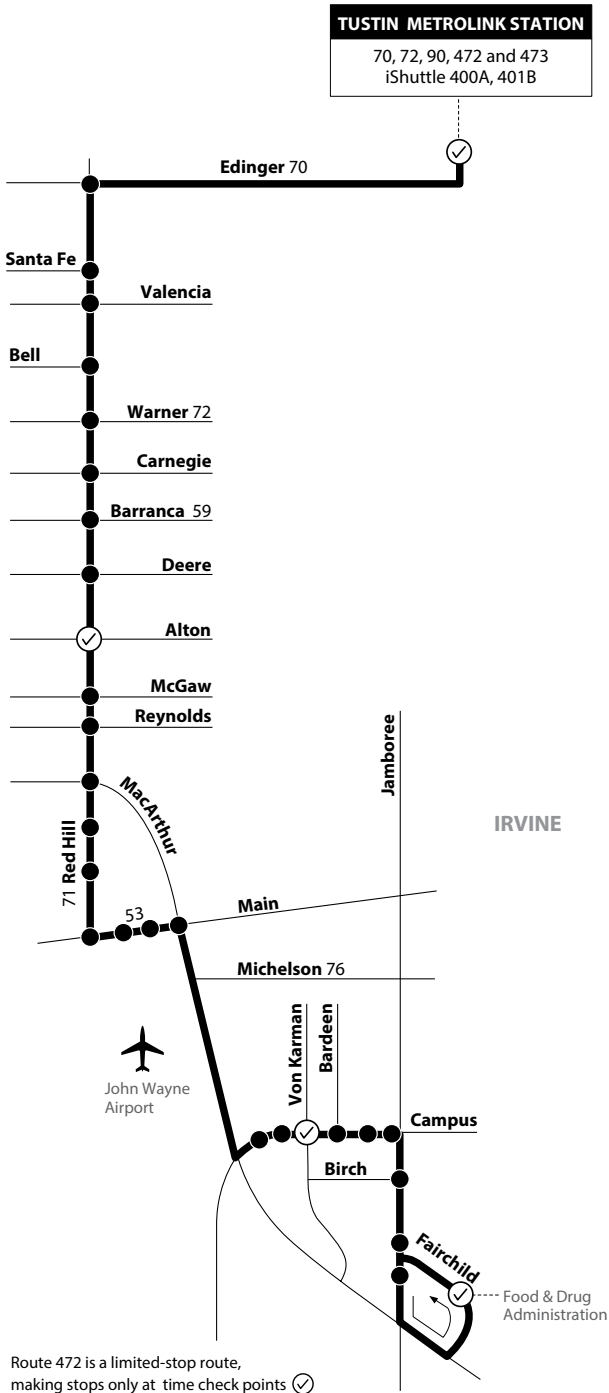 TUSTIN METROLINK STATION
70, 72, 90, 472 and 473
iShuttle 400A, 401B
Edinger 70
Santa Fe
Valencia
Bell
Warner 72
Carnegie
Barranca 59
Deere
Alton
McGaw
Reynolds
MacArthur
Jamboree
IRVINE
71 Red Hill
53
Main
Michelson 76
John Wayne
Airport
Von Karman
Bardeen
Campus
Birch
Fairchild
Food & Drug
Administration
Route 472 is a limited-stop route,
making stops only at time check points